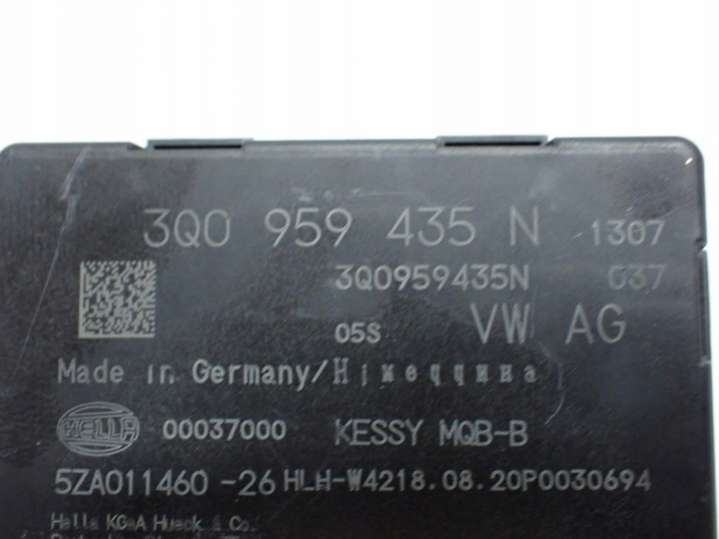 3Q0 959 435 N 1307
3Q0959435N 037
05S VW AG
Made in Germany/Німеччина
HELLA 00037000 KESSY MQB-B
5ZA011460-26 HLH-W4218.08.20P0030694
Hella KGaA Hueck & Co.